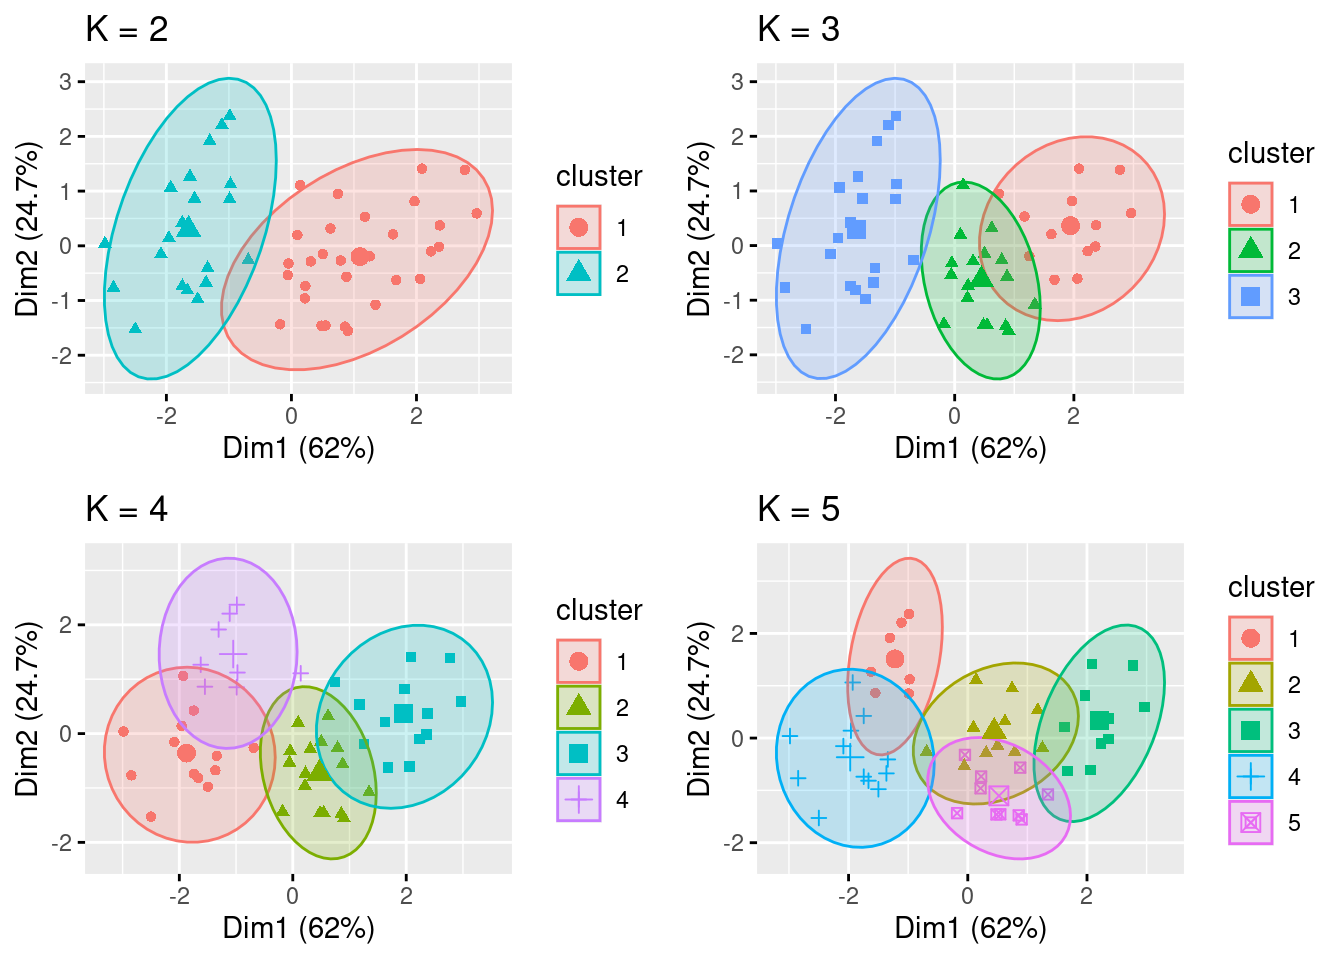 K = 2
3
2
1
0
-1
-2
-2
0
2
Dim1 (62%)
Dim2 (24.7%)
cluster
1
2
K = 3
3
2
1
0
-1
-2
-2
0
2
Dim1 (62%)
Dim2 (24.7%)
cluster
1
2
3
K = 4
2
0
-2
-2
0
2
Dim1 (62%)
Dim2 (24.7%)
cluster
1
2
3
4
K = 5
2
0
-2
-2
0
2
Dim1 (62%)
Dim2 (24.7%)
cluster
1
2
3
4
5